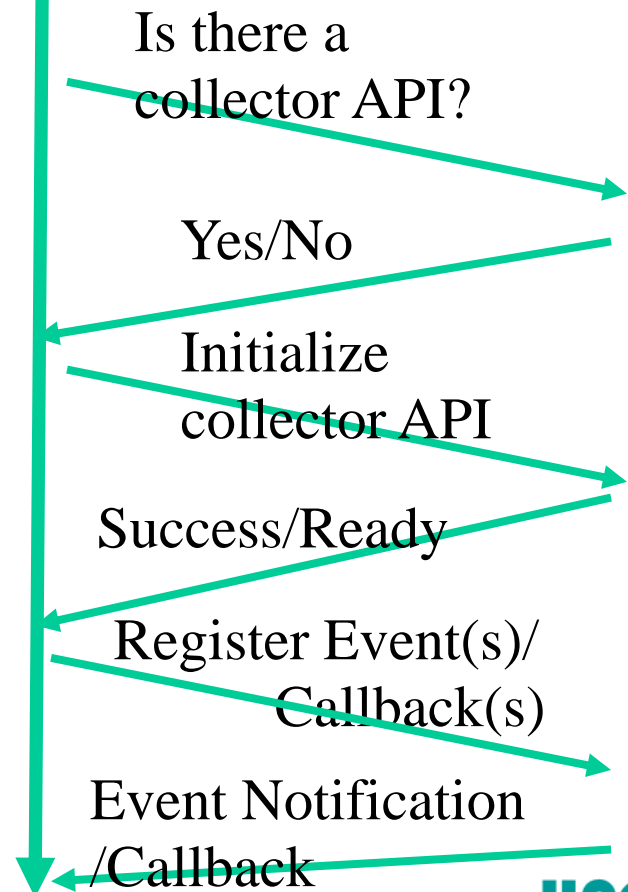 Is there a
collector API?
Yes/No
Initialize
collector API
Success/Ready
Register Event(s)/
Callback(s)
Event Notification
/Callback